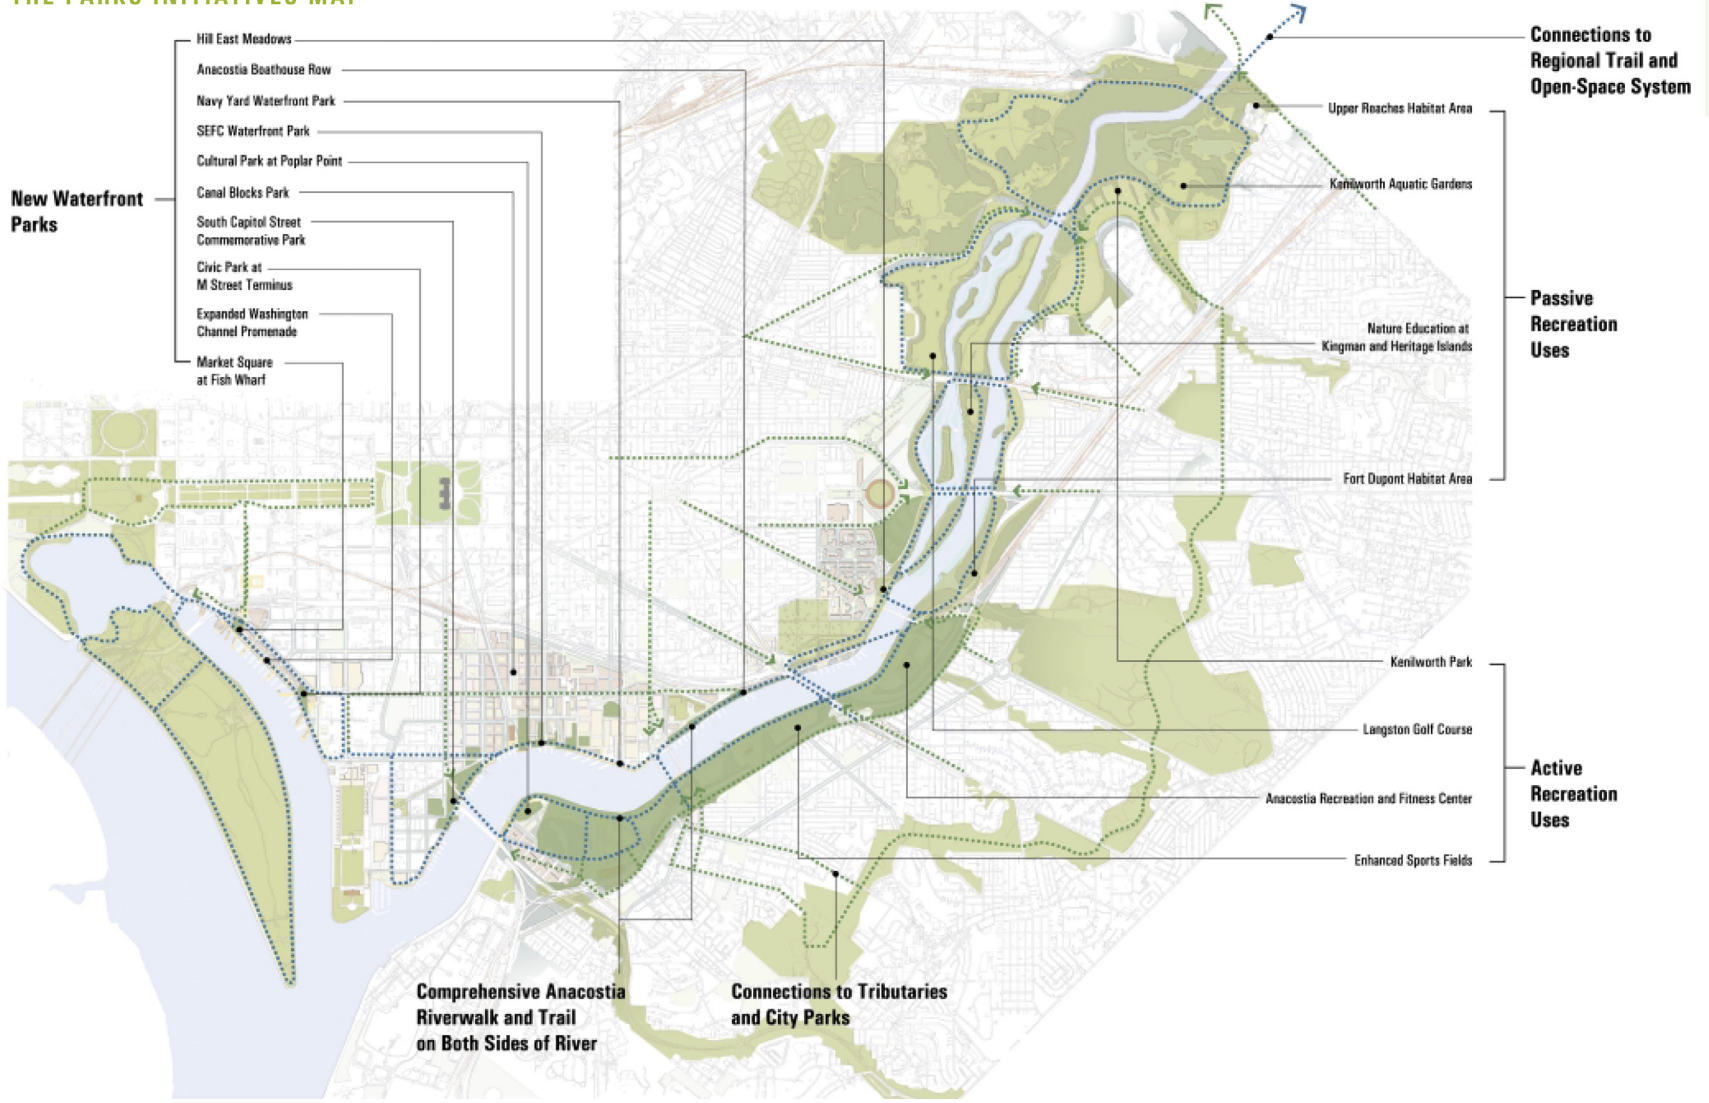 THE PARKS INITIATIVES MAP
Hill East Meadows
Anacostia Boathouse Row
Navy Yard Waterfront Park
SEFC Waterfront Park
Cultural Park at Poplar Point
Canal Blocks Park
South Capitol Street
Commemorative Park
Civic Park at
M Street Terminus
Expanded Washington
Channel Promenade
Market Square
at Fish Wharf
New Waterfront
Parks
Connections to
Regional Trail and
Open-Space System
Upper Reaches Habitat Area
Kenilworth Aquatic Gardens
Nature Education at
Kingman and Heritage Islands
Fort Dupont Habitat Area
Passive
Recreation
Uses
Kenilworth Park
Langston Golf Course
Anacostia Recreation and Fitness Center
Enhanced Sports Fields
Active
Recreation
Uses
Comprehensive Anacostia
Riverwalk and Trail
on Both Sides of River
Connections to Tributaries
and City Parks